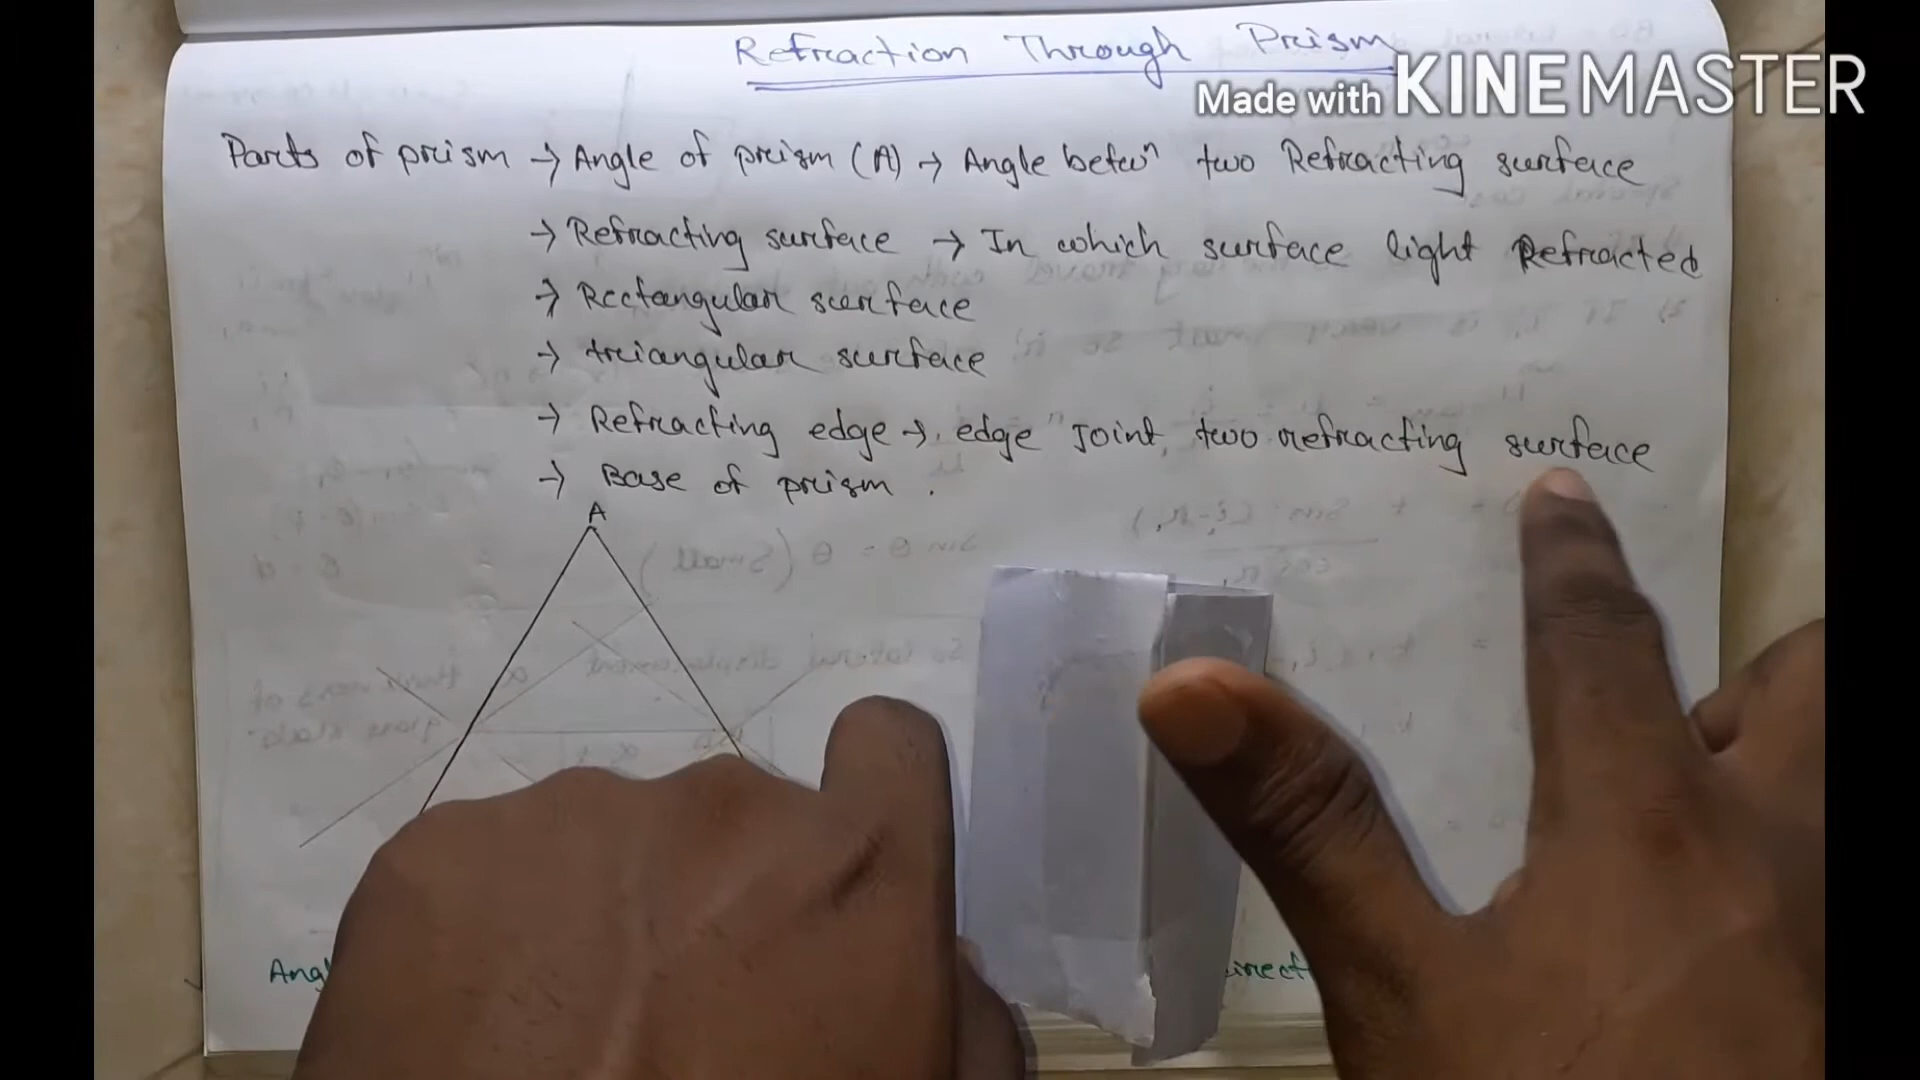 Refraction Through Prism
Made with KINEMASTER
Parts of prism → Angle of prism (A) → Angle betwn two Refracting surface
→ Refracting surface → In which surface light Refracted
→ Rectangular surface
→ triangular surface
→ Refracting edge → edge Joint two refracting surface
→ Base of prism .
A